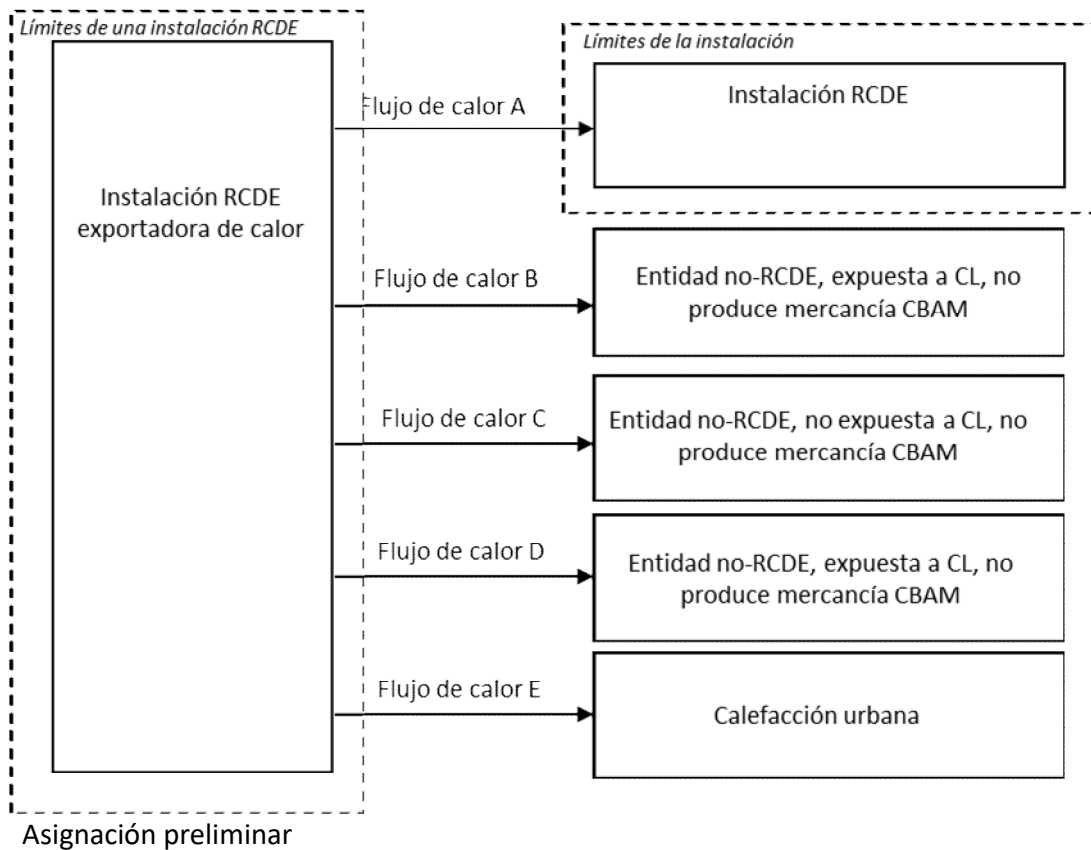 Límites de una instalación RCDE
Límites de la instalación
Instalación RCDE
Flujo de calor A
Instalación RCDE
exportadora de calor
Flujo de calor B
Entidad no-RCDE, expuesta a CL, no
produce mercancía CBAM
Flujo de calor C
Entidad no-RCDE, no expuesta a CL, no
produce mercancía CBAM
Flujo de calor D
Entidad no-RCDE, expuesta a CL, no
produce mercancía CBAM
Flujo de calor E
Calefacción urbana
Asignación preliminar